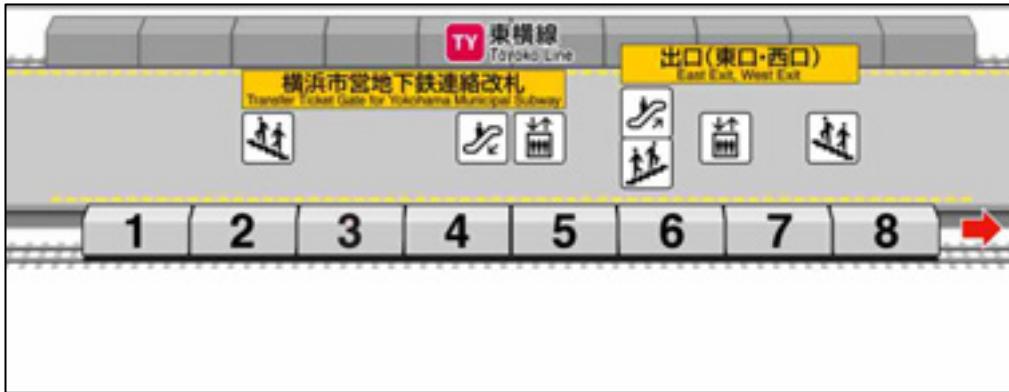 TY 東横線
Toyoko Line
出口(東口・西口)
East Exit, West Exit
横浜市営地下鉄連絡改札
Transfer Ticket Gate for Yokohama Municipal Subway
1 2 3 4 5 6 7 8